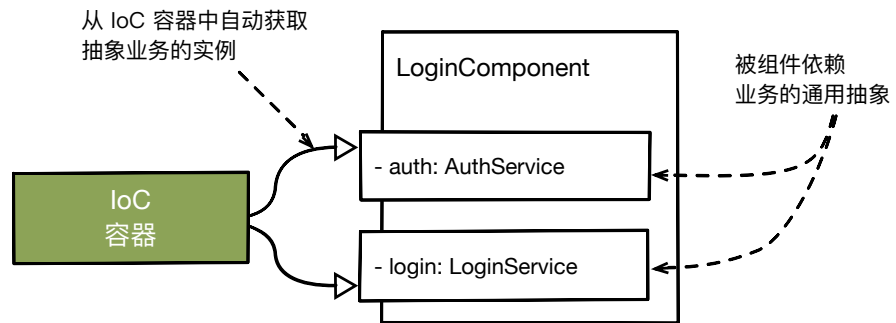 从 IoC 容器中自动获取
抽象业务的实例
LoginComponent
被组件依赖
业务的通用抽象
- auth: AuthService
IoC
容器
- login: LoginService